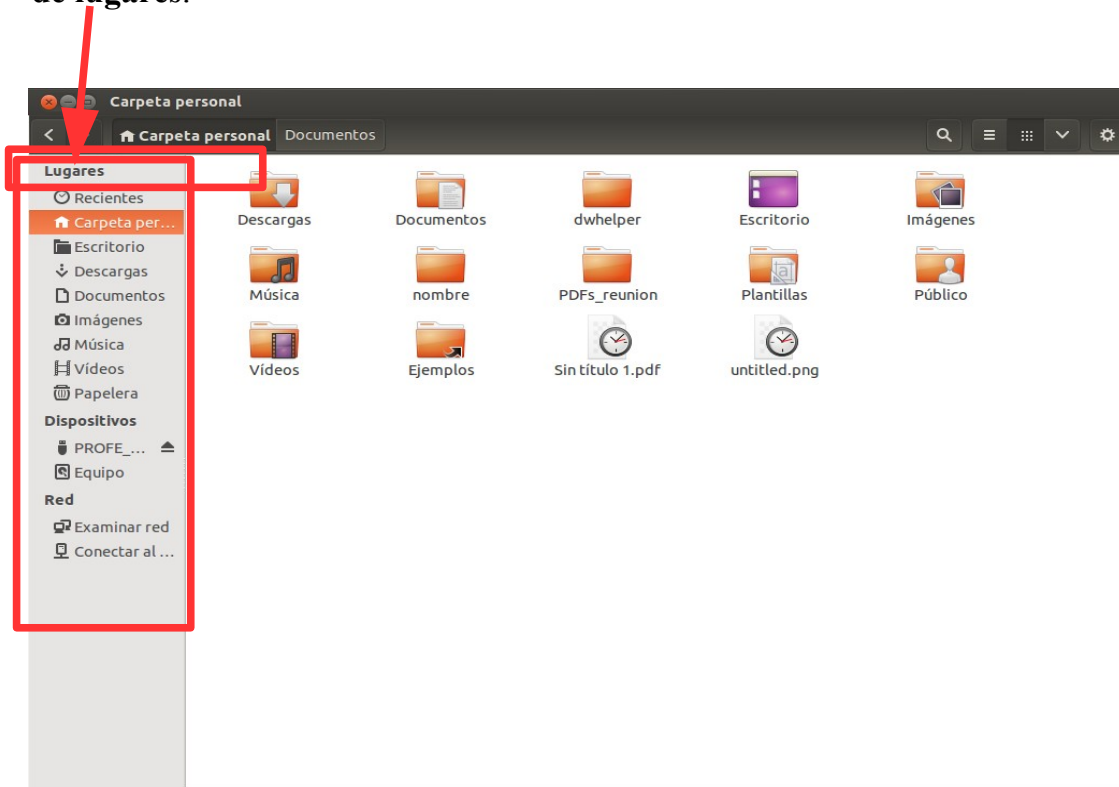 de lugares.
Carpeta personal
Carpeta personal Documentos
Lugares
Recientes
Carpeta per...
Escritorio
Descargas
Documentos
Imágenes
Música
Vídeos
Papelera
Dispositivos
PROFE_...
Equipo
Red
Examinar red
Conectar al ...
Descargas Documentos dwhelper Escritorio Imágenes
Música nombre PDFs_reunion Plantillas Público
Vídeos Ejemplos Sin título 1.pdf untitled.png